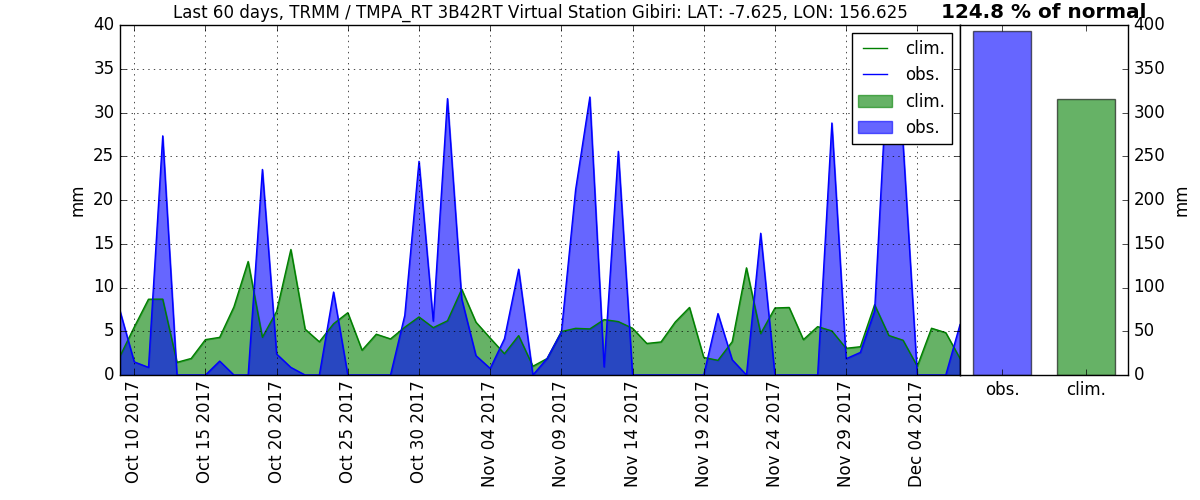 Last 60 days, TRMM / TMPA_RT 3B42RT Virtual Station Gibiri: LAT: -7.625, LON: 156.625
124.8 % of normal
40
35
30
25
20
15
10
5
0
mm
clim.
obs.
clim.
obs.
400
350
300
250
200
150
100
50
0
mm
obs.
clim.
Oct 10 2017
Oct 15 2017
Oct 20 2017
Oct 25 2017
Oct 30 2017
Nov 04 2017
Nov 09 2017
Nov 14 2017
Nov 19 2017
Nov 24 2017
Nov 29 2017
Dec 04 2017